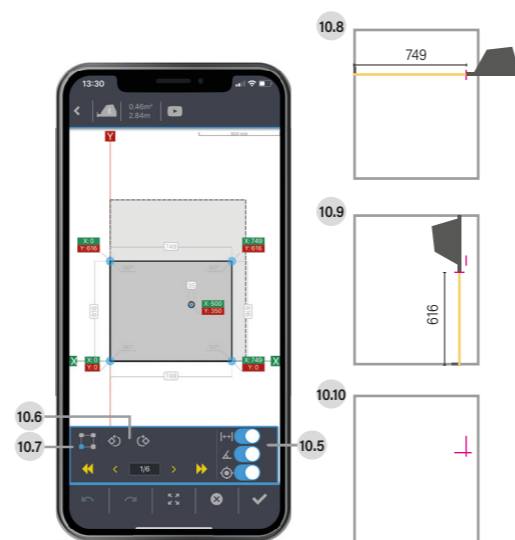 13:30
0.46m²
2.84m
Y
X: 0
Y: 616
X: 749
Y: 616
X: 500
Y: 350
X
X: 0
Y: 0
X: 749
Y: 0
X
1/6
10.6
10.7
10.5
10.8
749
10.9
616
10.10